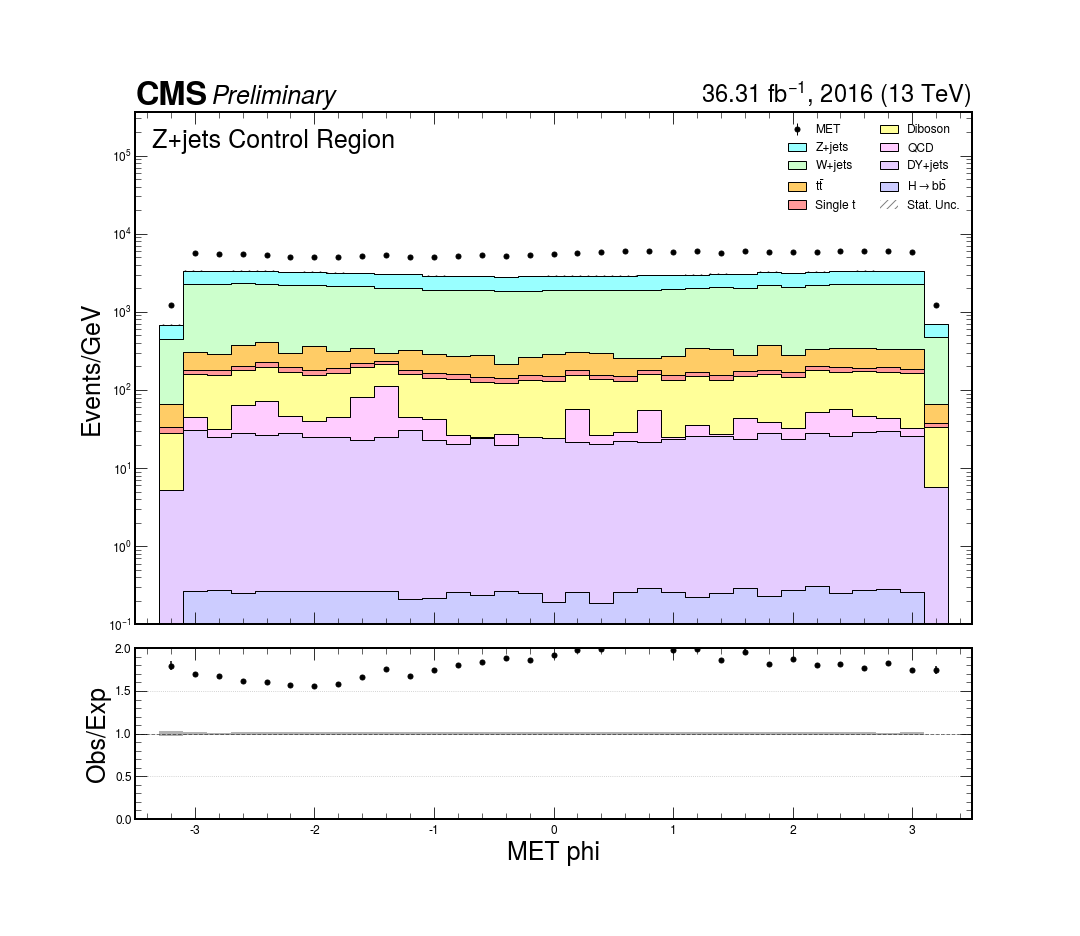 CMS Preliminary 36.31 fb⁻¹, 2016 (13 TeV)
Z+jets Control Region
MET Diboson
Z+jets QCD
W+jets DY+jets
tt̄ H→bb̄
Single t Stat. Unc.
Events/GeV
10⁵
10⁴
10³
10²
10¹
10⁰
10⁻¹
Obs/Exp
2.0
1.5
1.0
0.5
0.0
-3 -2 -1 0 1 2 3
MET phi